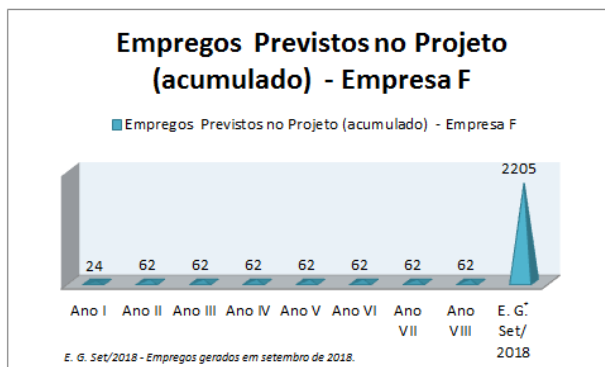 Empregos Previstos no Projeto
(acumulado) - Empresa F
Empregos Previstos no Projeto (acumulado) - Empresa F
2205
24 62 62 62 62 62 62 62
Ano I Ano II Ano III Ano IV Ano V Ano VI Ano VII Ano VIII E. G.* Set/ 2018
E. G. Set/2018 - Empregos gerados em setembro de 2018.